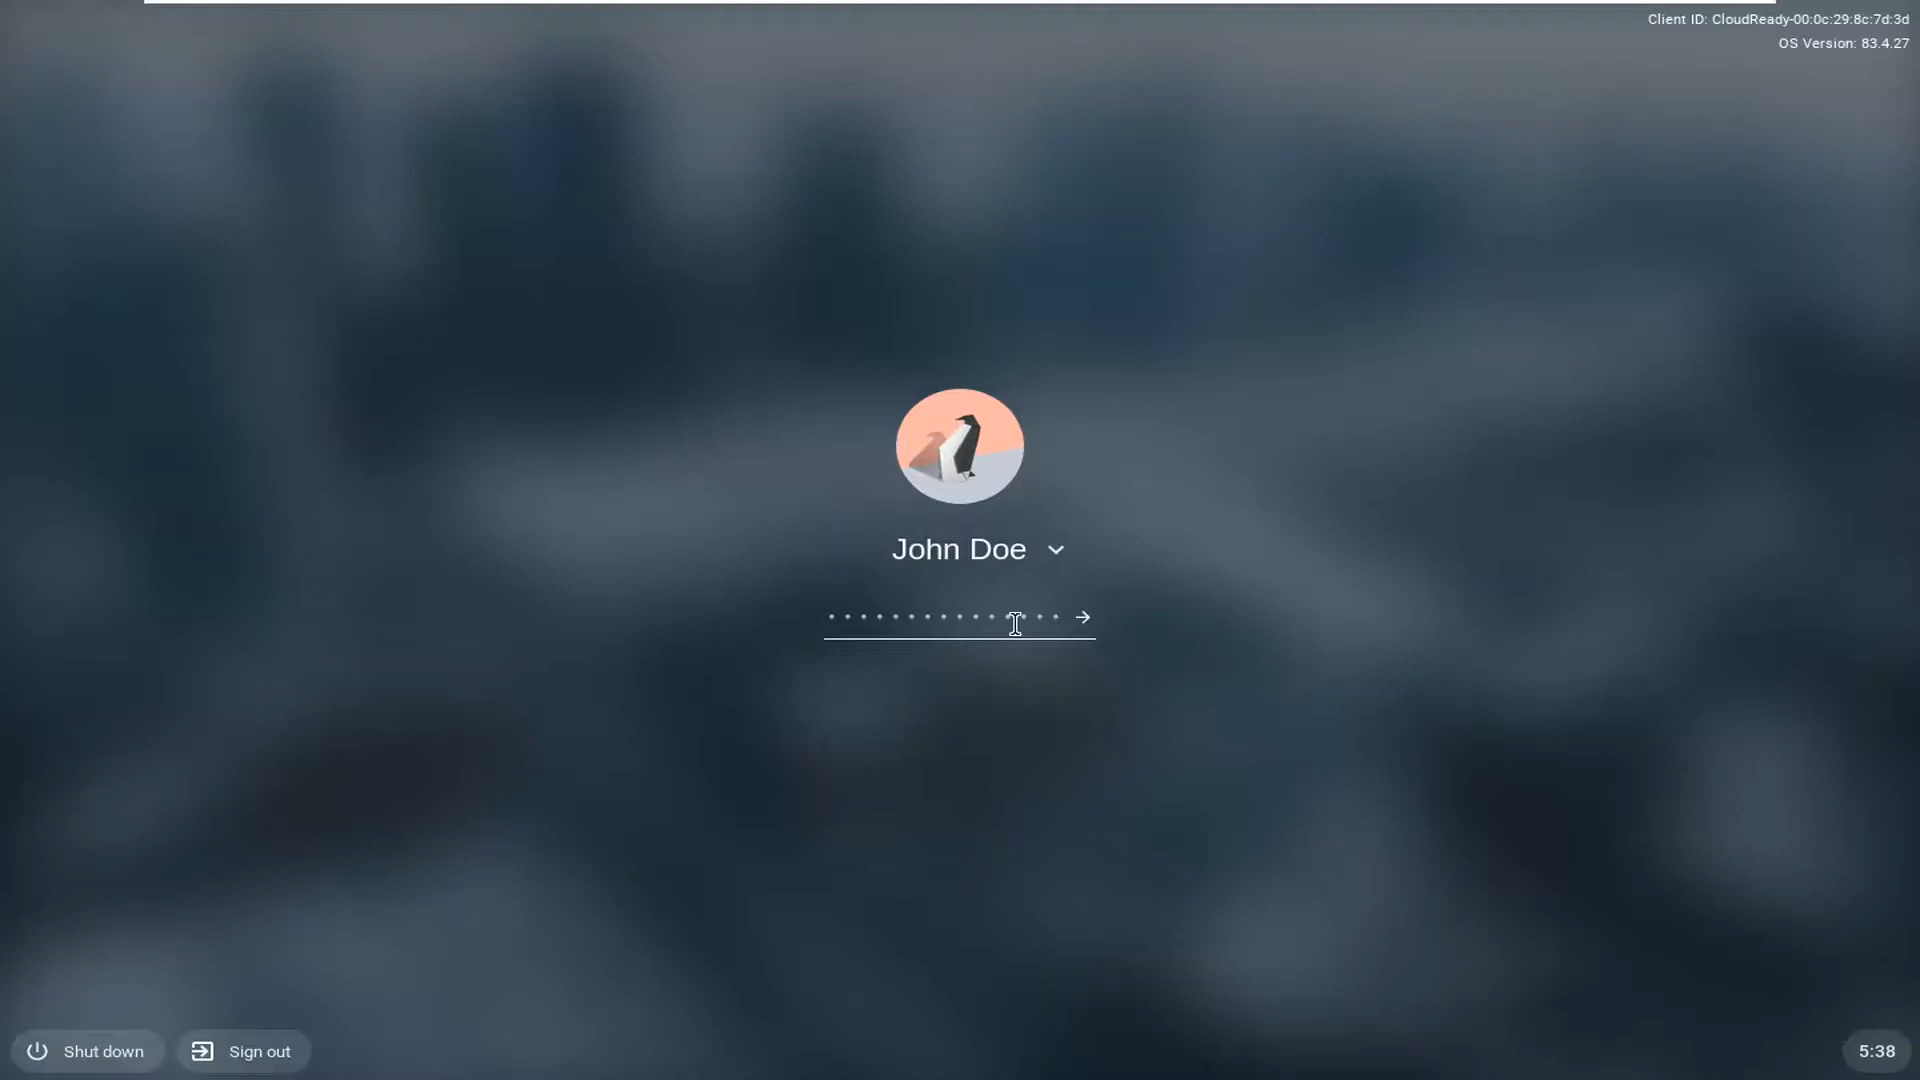 Client ID: CloudReady-00:0c:29:8c:7d:3d
OS Version: 83.4.27
John Doe
Shut down
Sign out
5:38